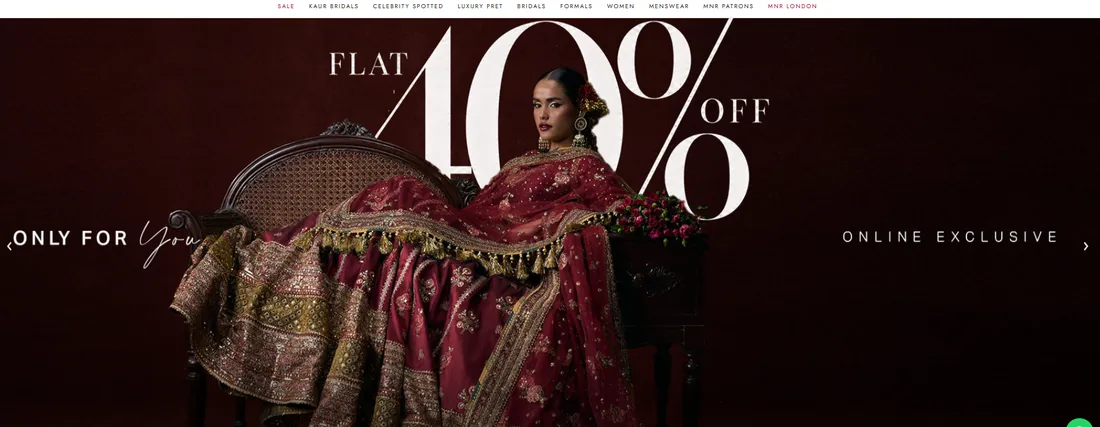 SALE KAUR BRIDALS CELEBRITY SPOTTED LUXURY PRET BRIDALS FORMALS WOMEN MENSWEAR MNR PATRONS MNR LONDON
FLAT 40% OFF
ONLY FOR You
ONLINE EXCLUSIVE